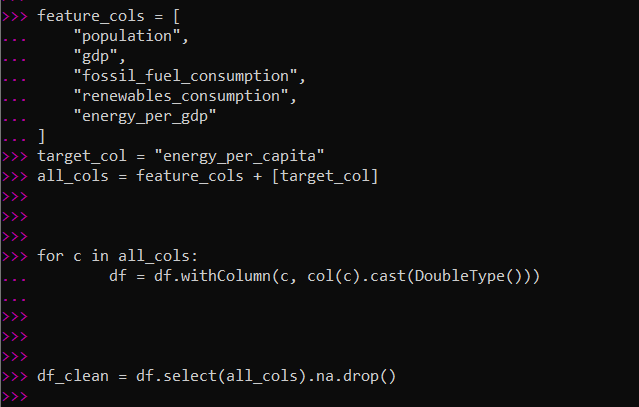 >>> feature_cols = [
...     "population",
...     "gdp",
...     "fossil_fuel_consumption",
...     "renewables_consumption",
...     "energy_per_gdp"
... ]
>>> target_col = "energy_per_capita"
>>> all_cols = feature_cols + [target_col]
>>>
>>>
>>>
>>> for c in all_cols:
...         df = df.withColumn(c, col(c).cast(DoubleType()))
...
>>>
>>>
>>>
>>> df_clean = df.select(all_cols).na.drop()
>>>